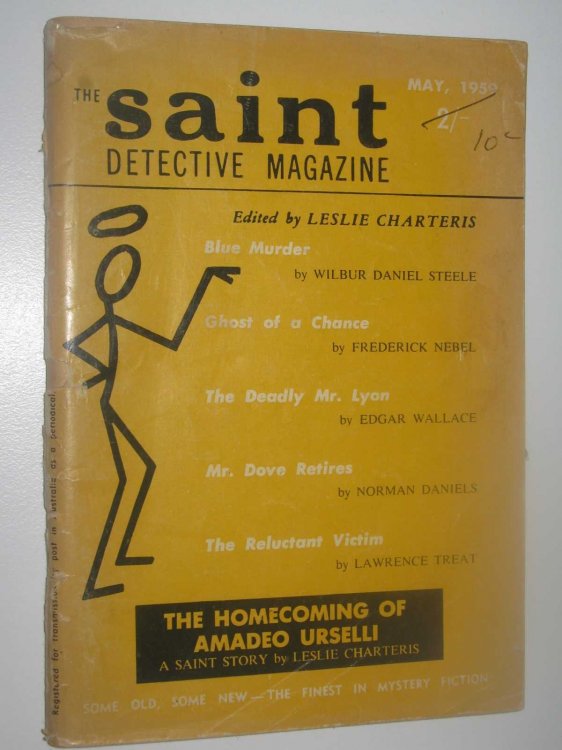 THE saint
MAY, 1959
2/-
10c
DETECTIVE MAGAZINE
Edited by LESLIE CHARTERIS
Blue Murder
by WILBUR DANIEL STEELE
Ghost of a Chance
by FREDERICK NEBEL
The Deadly Mr. Lyon
by EDGAR WALLACE
Mr. Dove Retires
by NORMAN DANIELS
The Reluctant Victim
by LAWRENCE TREAT
THE HOMECOMING OF
AMADEO URSELLI
A SAINT STORY by LESLIE CHARTERIS
SOME OLD, SOME NEW—THE FINEST IN MYSTERY FICTION
Registered for transmission post in ustralia as a periodical.